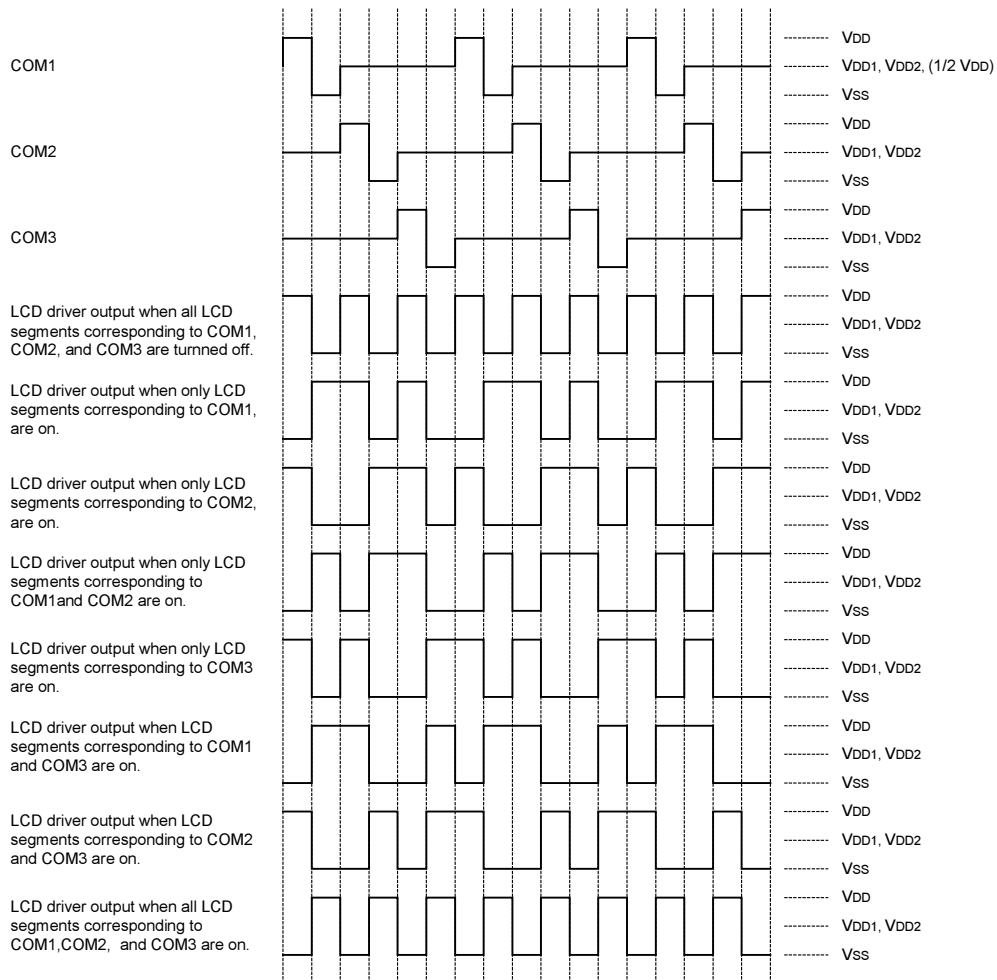 VDD
COM1
VDD1, VDD2, (1/2 VDD)
VSS
VDD
COM2
VDD1, VDD2
VSS
VDD
COM3
VDD1, VDD2
VSS
LCD driver output when all LCD
segments corresponding to COM1,
COM2, and COM3 are turnned off.
VDD
VDD1, VDD2
VSS
LCD driver output when only LCD
segments corresponding to COM1,
are on.
VDD
VDD1, VDD2
VSS
LCD driver output when only LCD
segments corresponding to COM2,
are on.
VDD
VDD1, VDD2
VSS
LCD driver output when only LCD
segments corresponding to
COM1and COM2 are on.
VDD
VDD1, VDD2
VSS
LCD driver output when only LCD
segments corresponding to COM3
are on.
VDD
VDD1, VDD2
VSS
LCD driver output when LCD
segments corresponding to COM1
and COM3 are on.
VDD
VDD1, VDD2
VSS
LCD driver output when LCD
segments corresponding to COM2
and COM3 are on.
VDD
VDD1, VDD2
VSS
LCD driver output when all LCD
segments corresponding to
COM1,COM2, and COM3 are on.
VDD
VDD1, VDD2
VSS